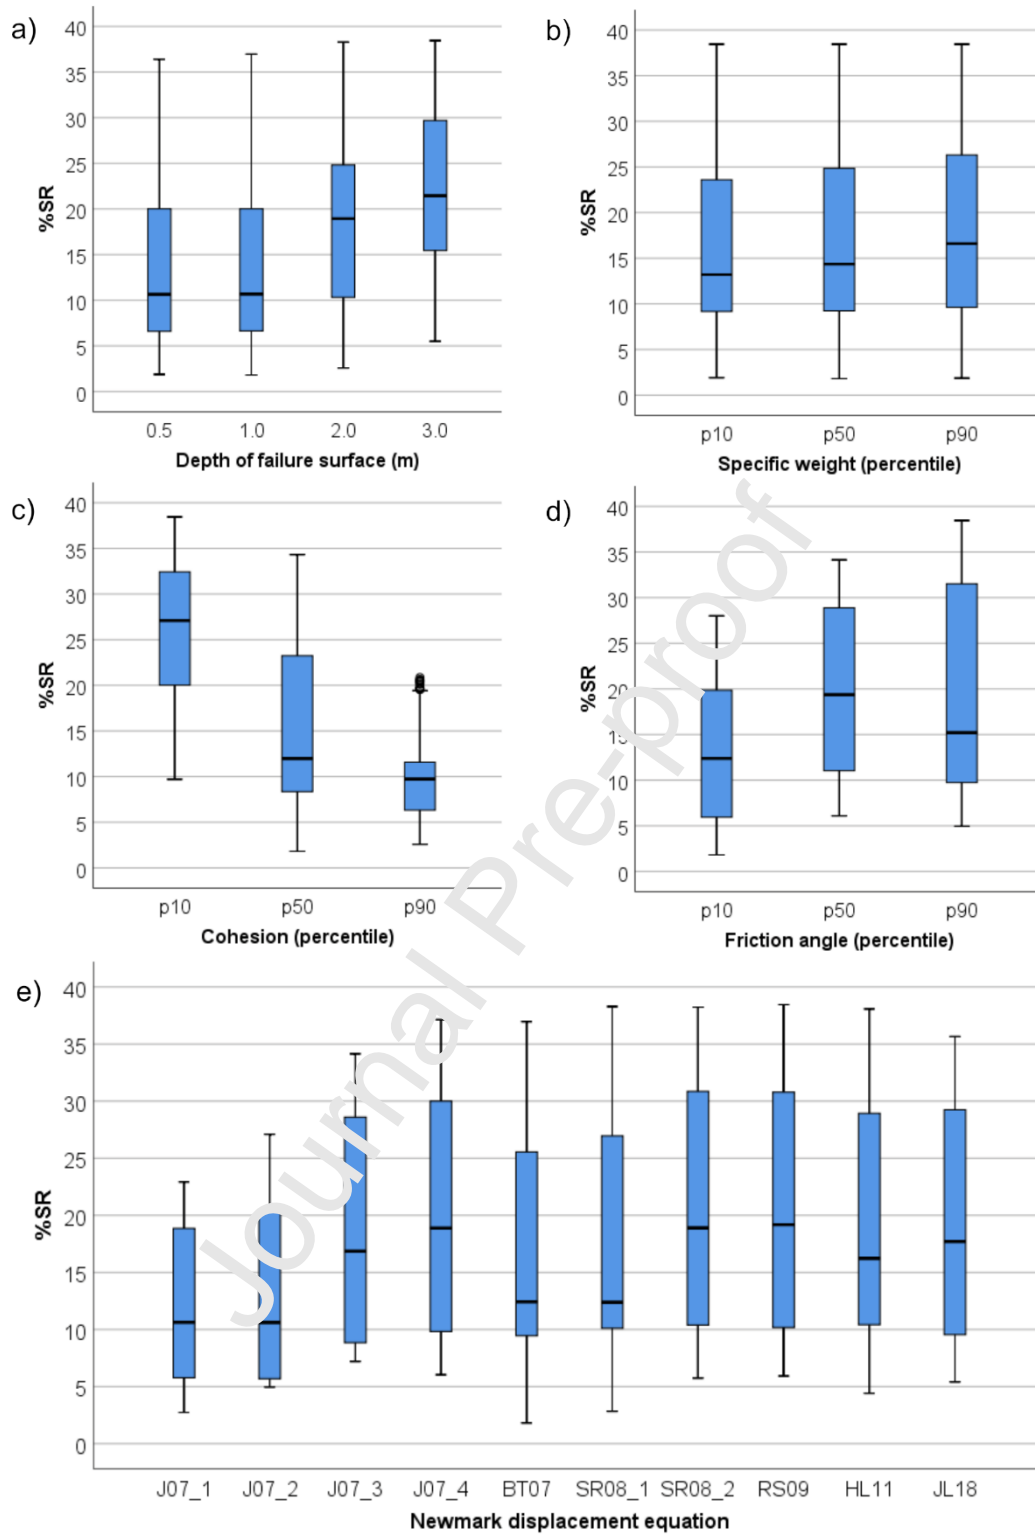 a)
40
35
30
25
20
15
10
5
0
%SR
0.5 1.0 2.0 3.0
Depth of failure surface (m)
b)
40
35
30
25
20
15
10
5
0
%SR
p10 p50 p90
Specific weight (percentile)
c)
40
35
30
25
20
15
10
5
0
%SR
p10 p50 p90
Cohesion (percentile)
d)
40
35
30
25
20
15
10
5
0
%SR
p10 p50 p90
Friction angle (percentile)
e)
40
35
30
25
20
15
10
5
0
%SR
J07_1 J07_2 J07_3 J07_4 BT07 SR08_1 SR08_2 RS09 HL11 JL18
Newmark displacement equation
Journal Pre-proof